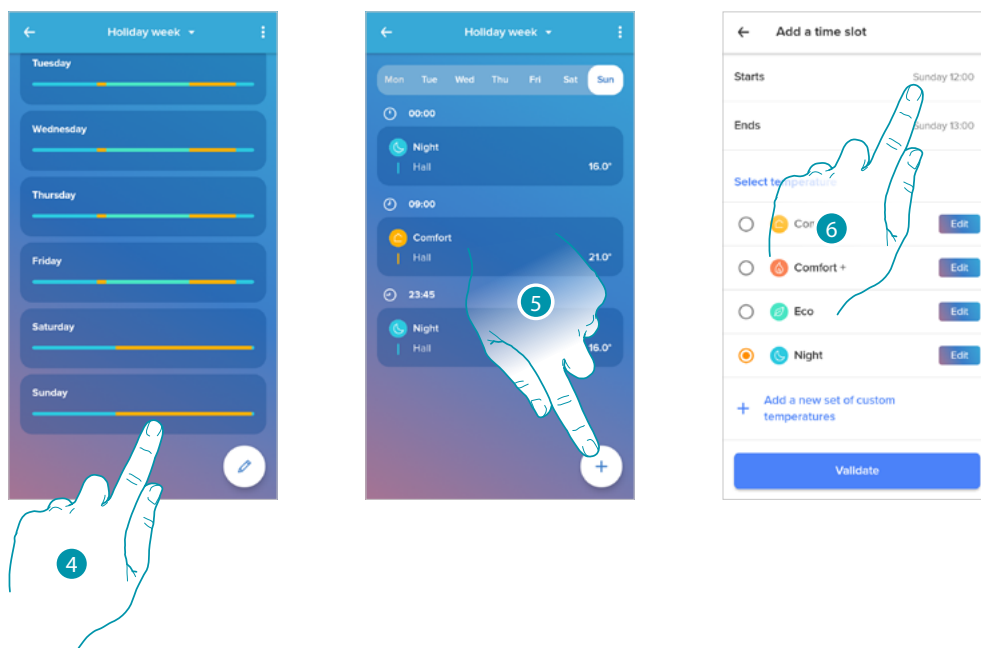 Holiday week
Tuesday
Wednesday
Thursday
Friday
Saturday
Sunday
4
Holiday week
Mon Tue Wed Thu Fri Sat Sun
00:00
Night
Hall 16.0°
09:00
Comfort
Hall 21.0°
23:45
Night
Hall 16.0°
5
Add a time slot
Starts Sunday 12:00
Ends Sunday 13:00
Select temperature
6
Edit
Comfort + Edit
Eco Edit
Night Edit
+ Add a new set of custom
temperatures
Validate